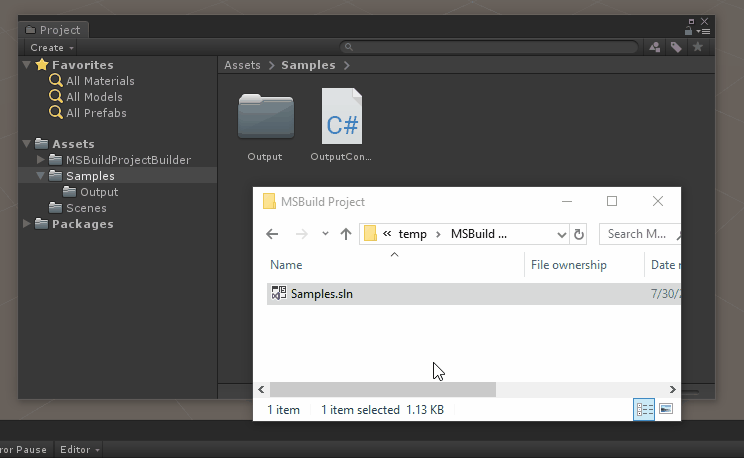 Project
Create
Favorites
All Materials
All Models
All Prefabs
Assets
MSBuildProjectBuilder
Samples
Output
Scenes
Packages
Assets > Samples >
Output
C#
OutputCon...
MSBuild Project
« temp > MSBuild ...
Search M...
Name File ownership Date
Samples.sln 7/30/
1 item 1 item selected 1.13 KB
ror Pause Editor